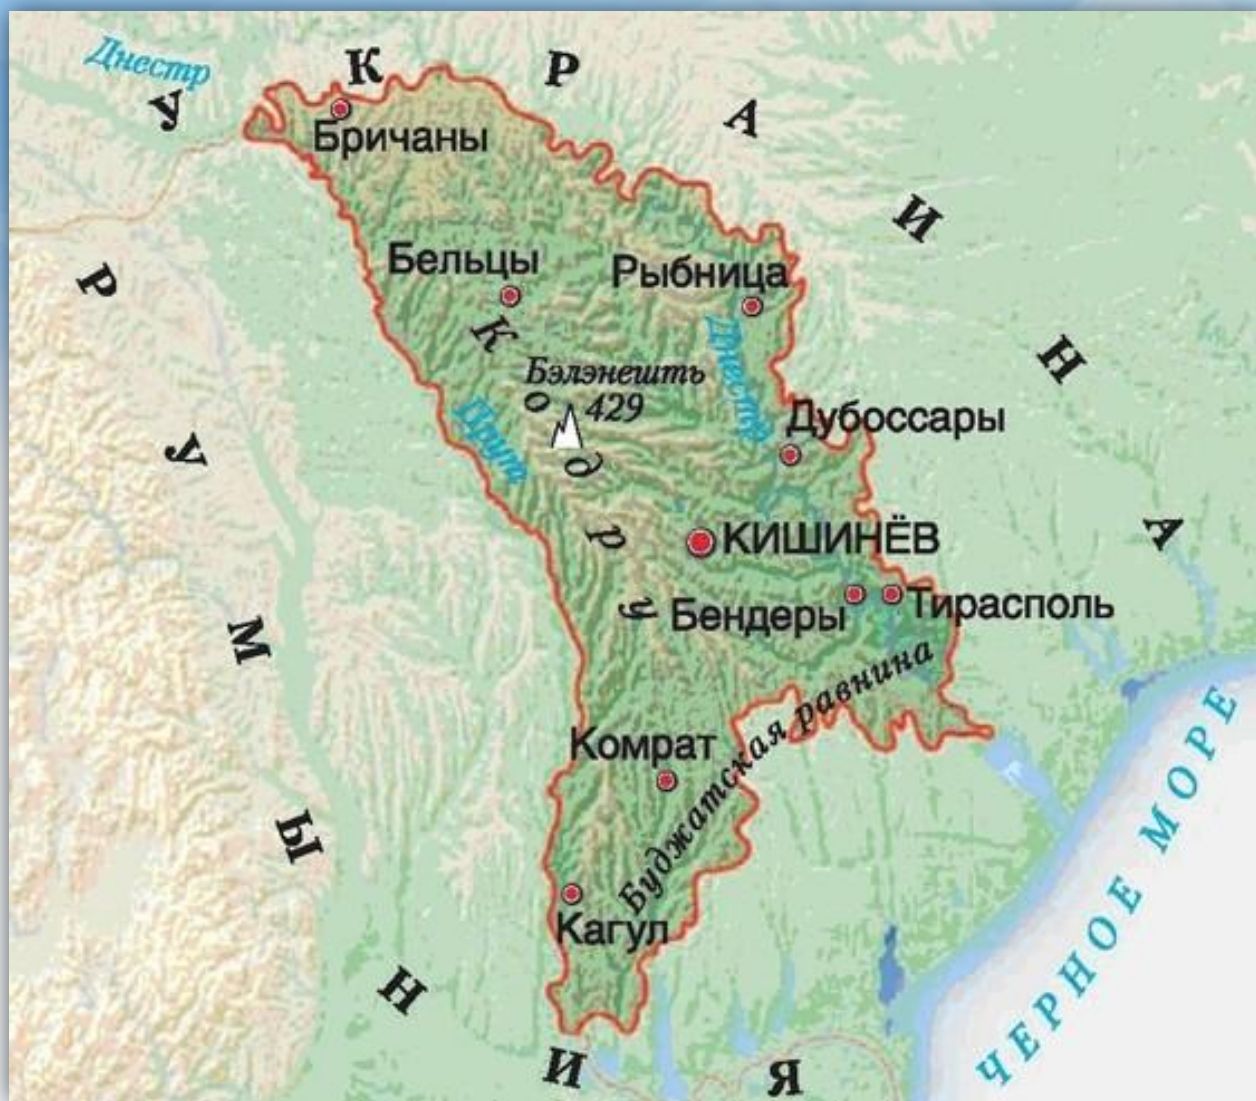 Днестр
УКРАИНА
Бричаны
Бельцы
Рыбница
Кодру
Бэлэнешть
429
Днестр
Прут
Дубоссары
КИШИНЁВ
Бендеры
Тирасполь
РУМЫНИЯ
Комрат
Буджатская равнина
Кагул
ЧЕРНОЕ МОРЕ